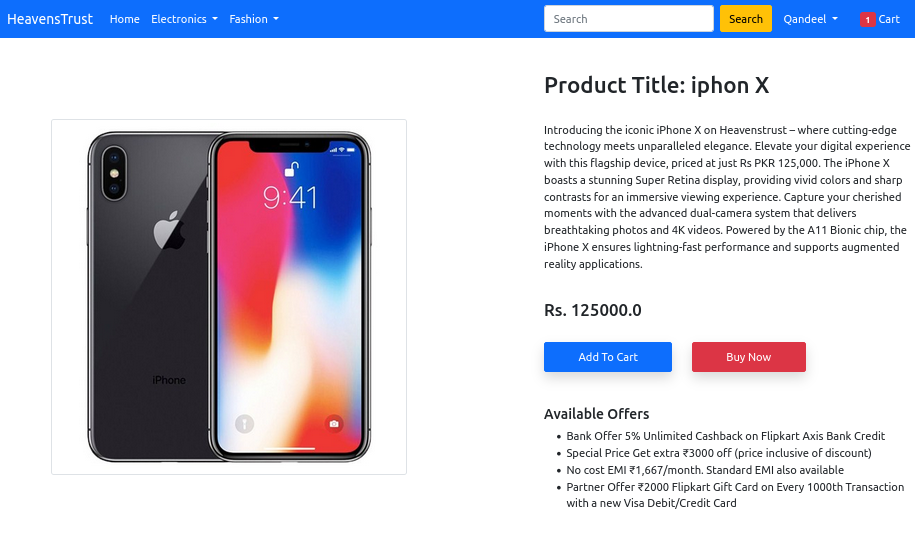 HeavensTrust Home Electronics Fashion Search Search Qandeel 1 Cart
Product Title: iphon X
Introducing the iconic iPhone X on Heavenstrust – where cutting-edge
technology meets unparalleled elegance. Elevate your digital experience
with this flagship device, priced at just Rs PKR 125,000. The iPhone X
boasts a stunning Super Retina display, providing vivid colors and sharp
contrasts for an immersive viewing experience. Capture your cherished
moments with the advanced dual-camera system that delivers
breathtaking photos and 4K videos. Powered by the A11 Bionic chip, the
iPhone X ensures lightning-fast performance and supports augmented
reality applications.
9:41
iPhone
Rs. 125000.0
Add To Cart Buy Now
Available Offers
Bank Offer 5% Unlimited Cashback on Flipkart Axis Bank Credit
Special Price Get extra ₹3000 off (price inclusive of discount)
No cost EMI ₹1,667/month. Standard EMI also available
Partner Offer ₹2000 Flipkart Gift Card on Every 1000th Transaction
with a new Visa Debit/Credit Card